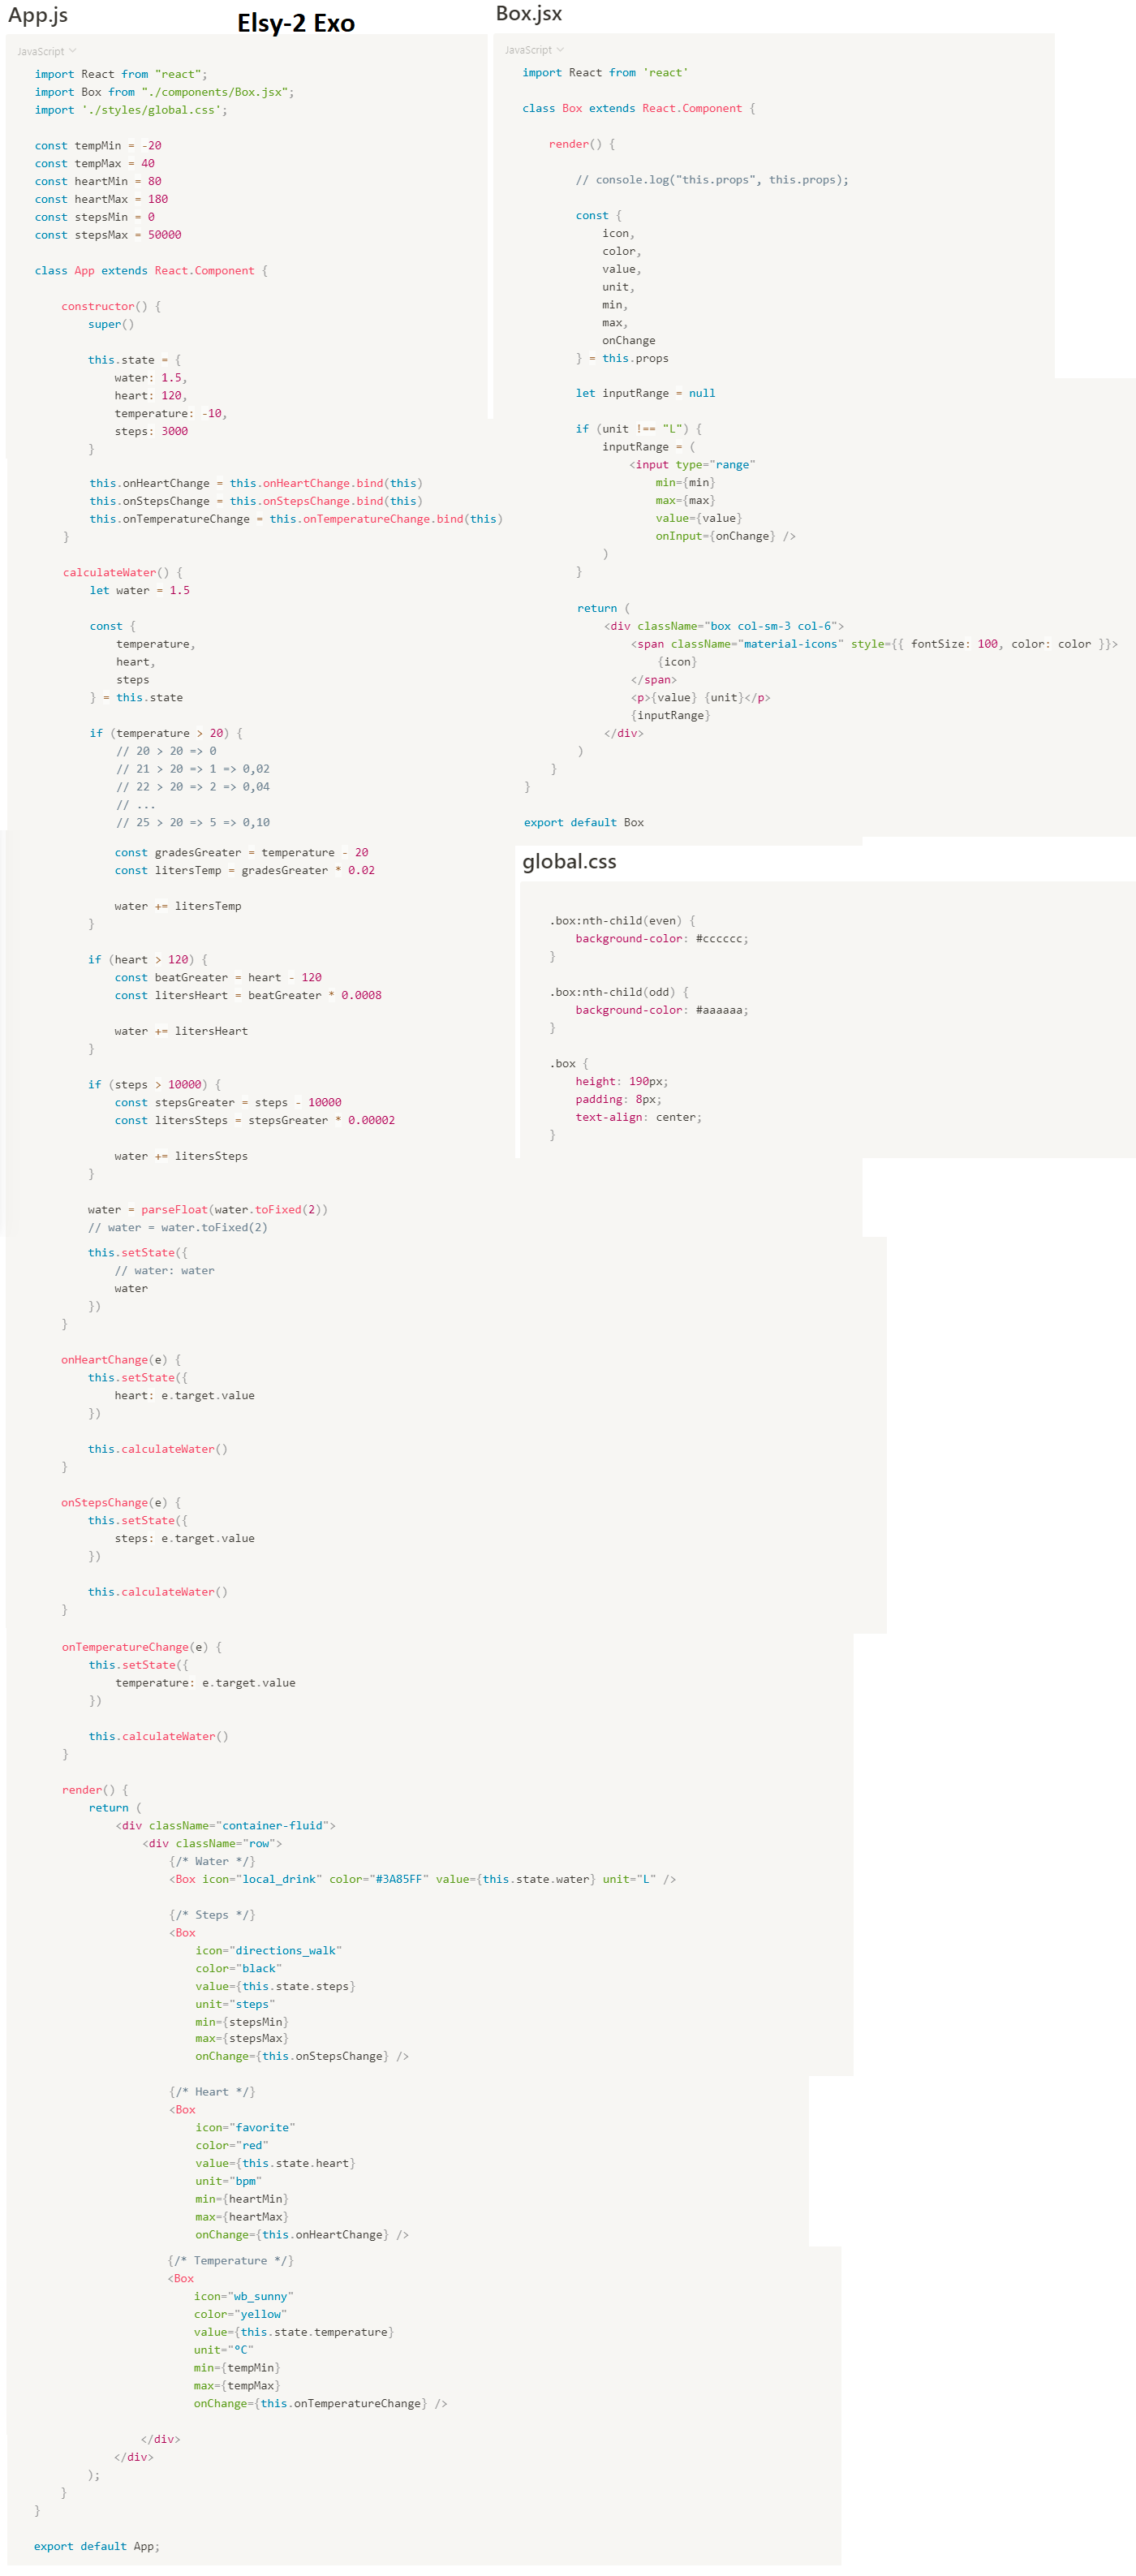 Elsy-2 Exo
App.js
JavaScript
import React from "react";
import Box from "./components/Box.jsx";
import './styles/global.css';

const tempMin = -20
const tempMax = 40
const heartMin = 80
const heartMax = 180
const stepsMin = 0
const stepsMax = 50000

class App extends React.Component {

    constructor() {
        super()

        this.state = {
            water: 1.5,
            heart: 120,
            temperature: -10,
            steps: 3000
        }

        this.onHeartChange = this.onHeartChange.bind(this)
        this.onStepsChange = this.onStepsChange.bind(this)
        this.onTemperatureChange = this.onTemperatureChange.bind(this)
    }

    calculateWater() {
        let water = 1.5

        const {
            temperature,
            heart,
            steps
        } = this.state

        if (temperature > 20) {
            // 20 > 20 => 0
            // 21 > 20 => 1 => 0,02
            // 22 > 20 => 2 => 0,04
            // ...
            // 25 > 20 => 5 => 0,10
            const gradesGreater = temperature - 20
            const litersTemp = gradesGreater * 0.02

            water += litersTemp
        }

        if (heart > 120) {
            const beatGreater = heart - 120
            const litersHeart = beatGreater * 0.0008

            water += litersHeart
        }

        if (steps > 10000) {
            const stepsGreater = steps - 10000
            const litersSteps = stepsGreater * 0.00002

            water += litersSteps
        }

        water = parseFloat(water.toFixed(2))
        // water = water.toFixed(2)
        this.setState({
            // water: water
            water
        })
    }

    onHeartChange(e) {
        this.setState({
            heart: e.target.value
        })

        this.calculateWater()
    }

    onStepsChange(e) {
        this.setState({
            steps: e.target.value
        })

        this.calculateWater()
    }

    onTemperatureChange(e) {
        this.setState({
            temperature: e.target.value
        })

        this.calculateWater()
    }

    render() {
        return (
            <div className="container-fluid">
                <div className="row">
                    {/* Water */}
                    <Box icon="local_drink" color="#3A85FF" value={this.state.water} unit="L" />

                    {/* Steps */}
                    <Box
                        icon="directions_walk"
                        color="black"
                        value={this.state.steps}
                        unit="steps"
                        min={stepsMin}
                        max={stepsMax}
                        onChange={this.onStepsChange} />

                    {/* Heart */}
                    <Box
                        icon="favorite"
                        color="red"
                        value={this.state.heart}
                        unit="bpm"
                        min={heartMin}
                        max={heartMax}
                        onChange={this.onHeartChange} />
                    {/* Temperature */}
                    <Box
                        icon="wb_sunny"
                        color="yellow"
                        value={this.state.temperature}
                        unit="°C"
                        min={tempMin}
                        max={tempMax}
                        onChange={this.onTemperatureChange} />

                </div>
            </div>
        );
    }
}

export default App;
Box.jsx
JavaScript
import React from 'react'

class Box extends React.Component {

    render() {

        // console.log("this.props", this.props);

        const {
            icon,
            color,
            value,
            unit,
            min,
            max,
            onChange
        } = this.props

        let inputRange = null

        if (unit !== "L") {
            inputRange = (
                <input type="range"
                    min={min}
                    max={max}
                    value={value}
                    onInput={onChange} />
            )
        }

        return (
            <div className="box col-sm-3 col-6">
                <span className="material-icons" style={{ fontSize: 100, color: color }}>
                    {icon}
                </span>
                <p>{value} {unit}</p>
                {inputRange}
            </div>
        )
    }
}

export default Box
global.css
.box:nth-child(even) {
    background-color: #cccccc;
}

.box:nth-child(odd) {
    background-color: #aaaaaa;
}

.box {
    height: 190px;
    padding: 8px;
    text-align: center;
}